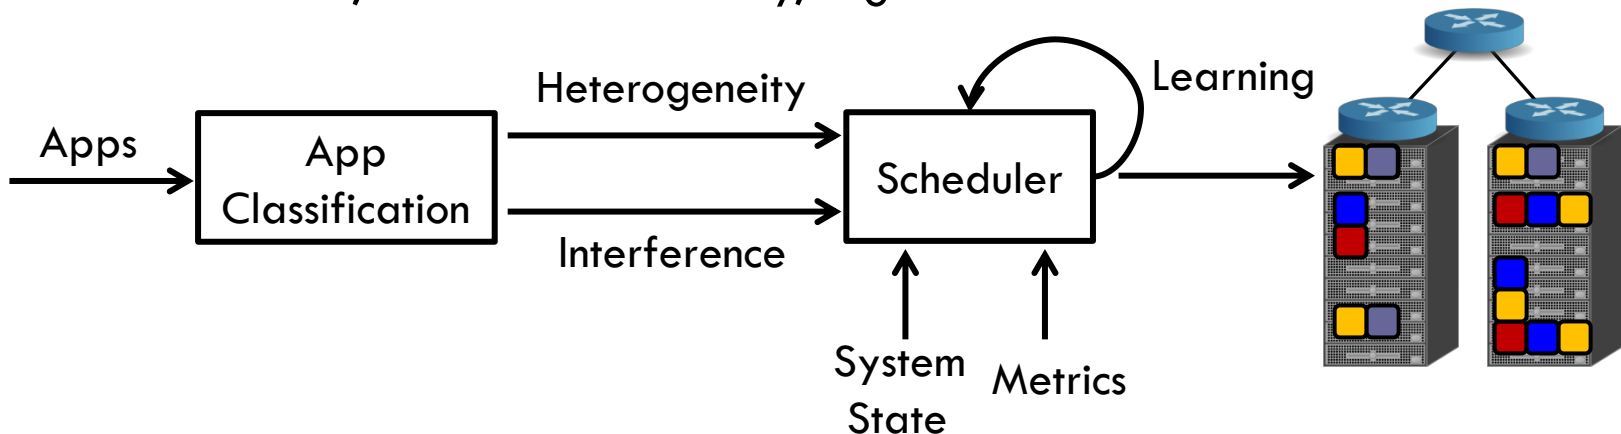 Apps
App
Classification
Heterogeneity
Interference
Scheduler
Learning
System
State
Metrics